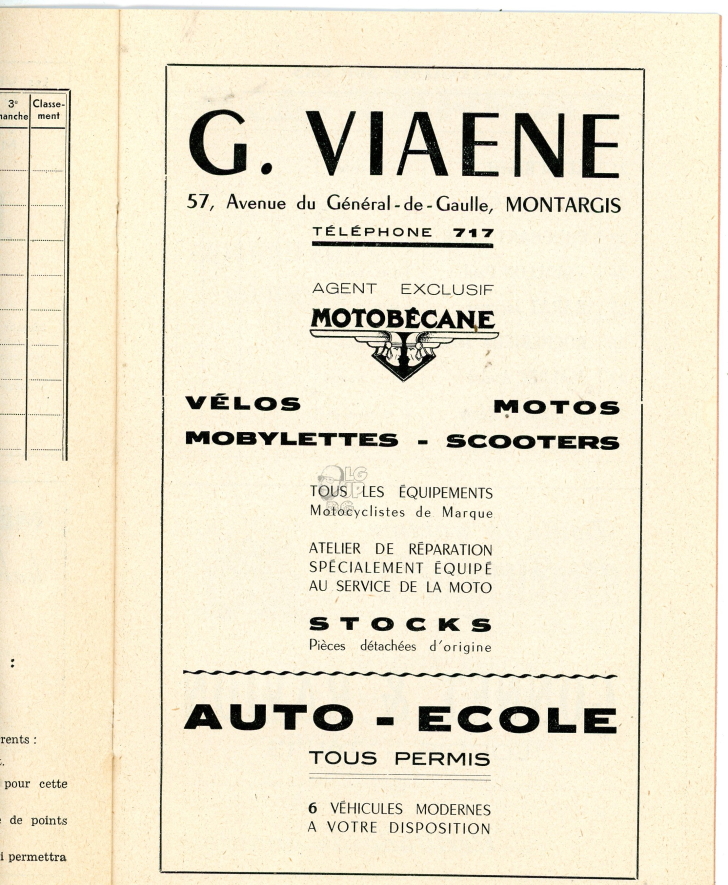 3e
manche
Classe-
ment
:
rents :
t.
pour cette
e de points
i permettra
G. VIAENE
57, Avenue du Général-de-Gaulle, MONTARGIS
TÉLÉPHONE 717
AGENT EXCLUSIF
MOTOBÉCANE
VÉLOS MOTOS
MOBYLETTES - SCOOTERS
TOUS LES ÉQUIPEMENTS
Motocyclistes de Marque
ATELIER DE RÉPARATION
SPÉCIALEMENT ÉQUIPÉ
AU SERVICE DE LA MOTO
STOCKS
Pièces détachées d'origine
AUTO - ECOLE
TOUS PERMIS
6 VÉHICULES MODERNES
A VOTRE DISPOSITION